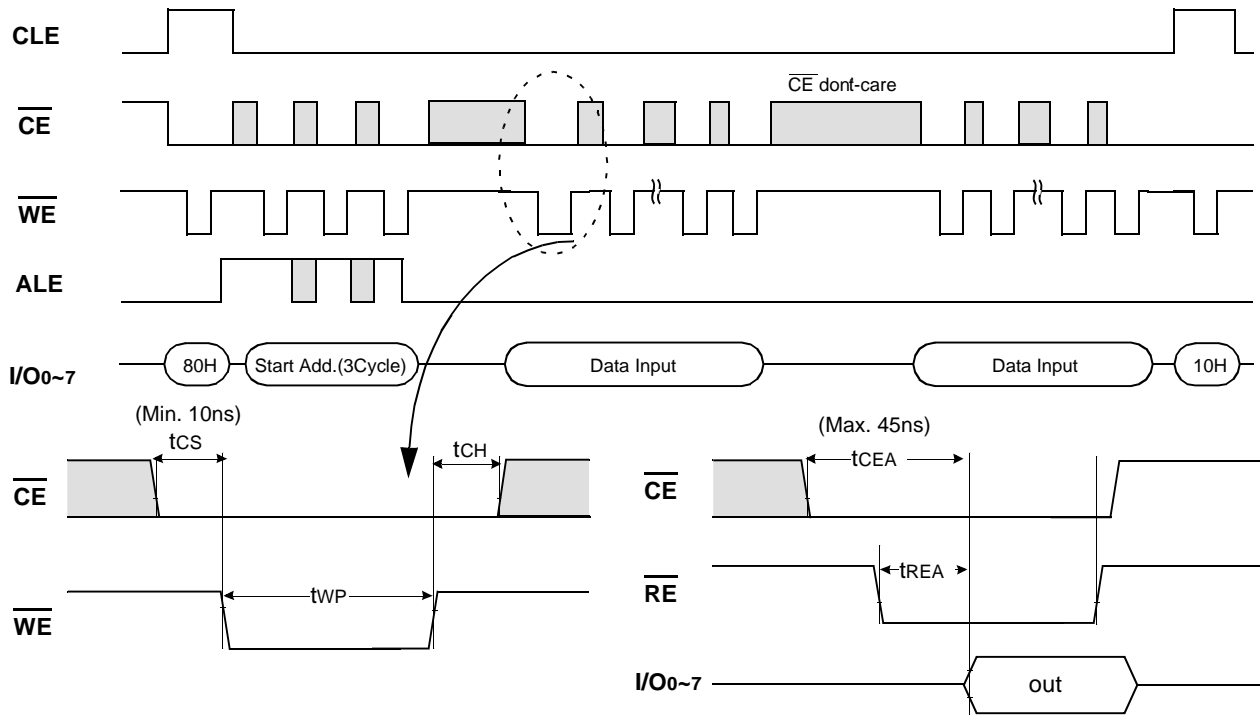 CLE
CE
CE dont-care
WE
ALE
I/O0~7
80H
Start Add.(3Cycle)
Data Input
Data Input
10H
(Min. 10ns)
tCS
tCH
CE
tWP
WE
(Max. 45ns)
tCEA
CE
tREA
RE
I/O0~7
out